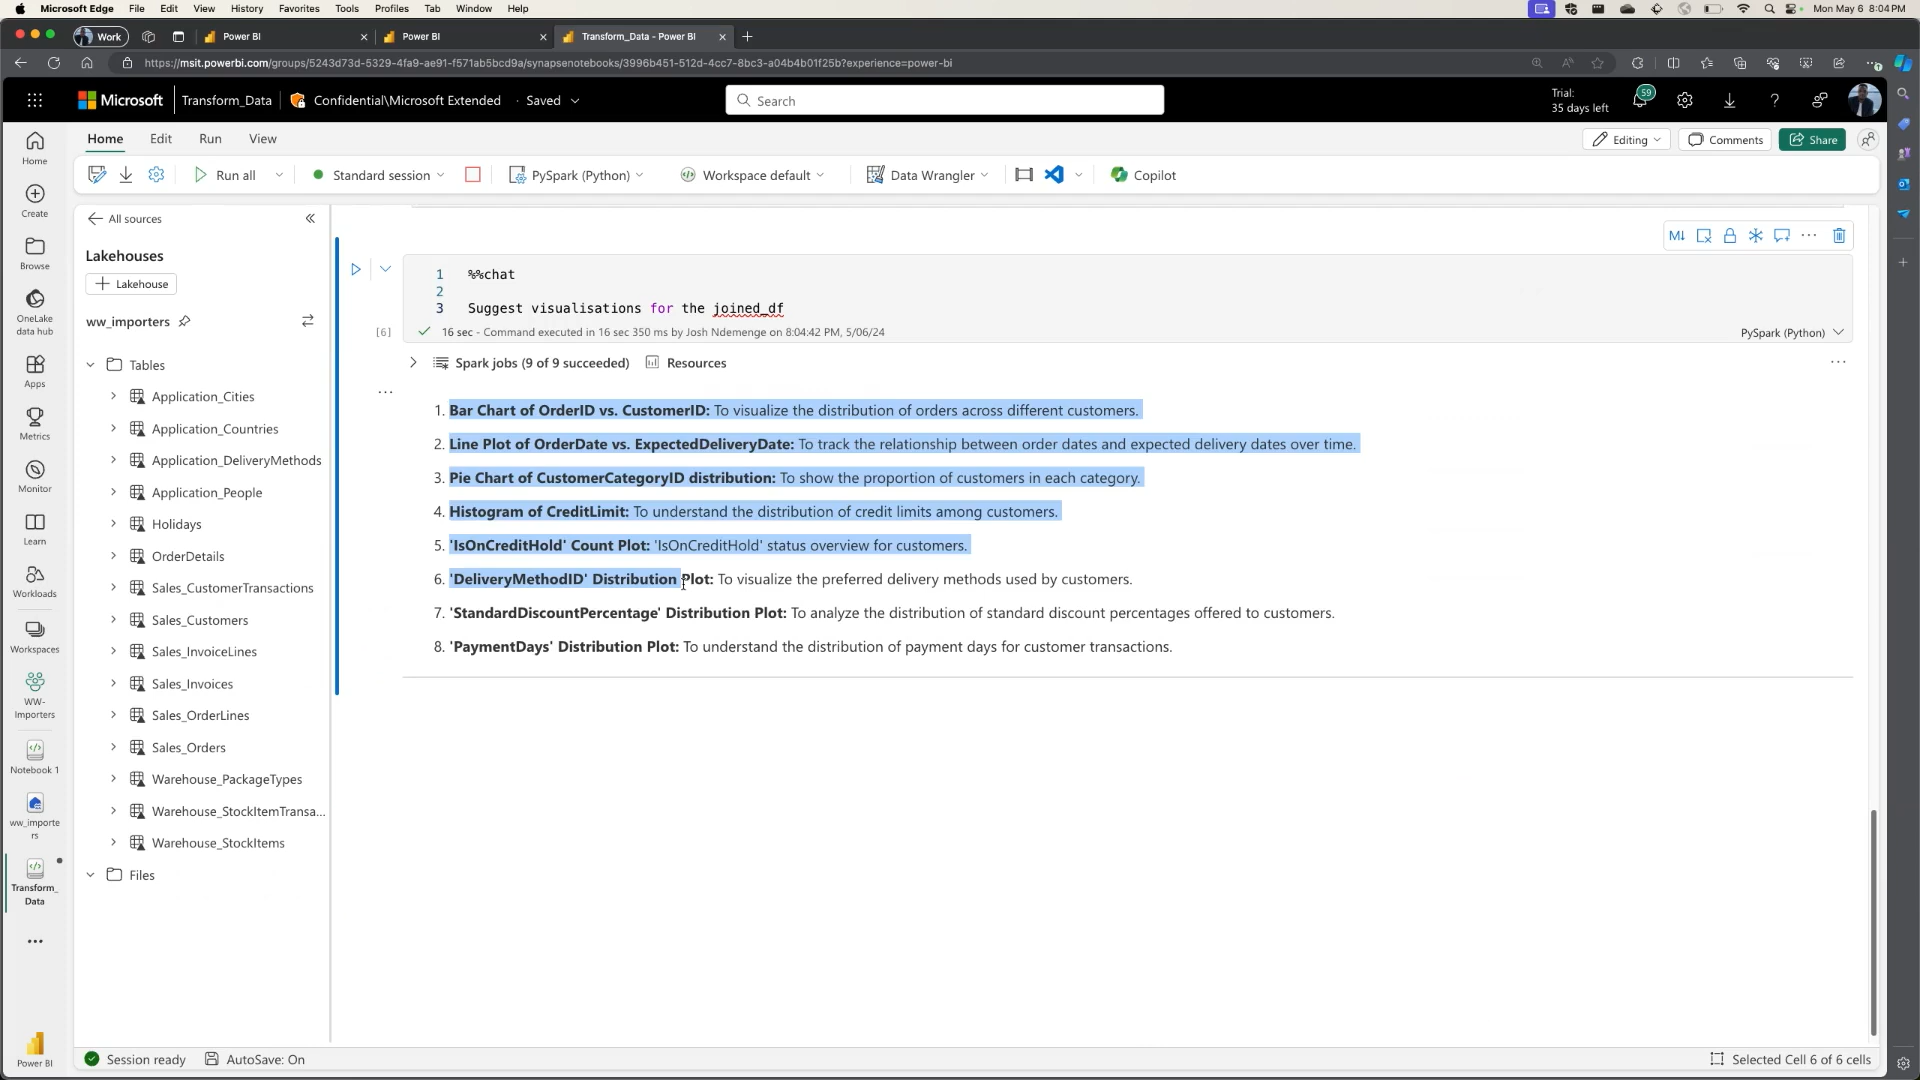 Microsoft Edge File Edit View History Favorites Tools Profiles Tab Window Help Mon May 6 8:04 PM
Work Power BI Power BI Transform_Data - Power BI
https://msit.powerbi.com/groups/5243d73d-5329-4fa9-ae91-f571ab5bcd9a/synapsenotebooks/3996b451-512d-4cc7-8bc3-a04b4b01f25b?experience=power-bi
Microsoft Transform_Data Confidential\Microsoft Extended · Saved Search
Trial:
35 days left
59
Home Edit Run View Editing Comments Share
Run all Standard session PySpark (Python) Workspace default Data Wrangler Copilot
Home
Create
Browse
OneLake
data hub
Apps
Metrics
Monitor
Learn
Workloads
Workspaces
WW-
Importers
Notebook 1
ww_importe
rs
Transform_
Data
Power BI
All sources
Lakehouses
Lakehouse
ww_importers
Tables
Application_Cities
Application_Countries
Application_DeliveryMethods
Application_People
Holidays
OrderDetails
Sales_CustomerTransactions
Sales_Customers
Sales_InvoiceLines
Sales_Invoices
Sales_OrderLines
Sales_Orders
Warehouse_PackageTypes
Warehouse_StockItemTransa...
Warehouse_StockItems
Files
M↓
1 %%chat
2
3 Suggest visualisations for the joined_df
[6] 16 sec - Command executed in 16 sec 350 ms by Josh Ndemenge on 8:04:42 PM, 5/06/24 PySpark (Python)
Spark jobs (9 of 9 succeeded) Resources
1. Bar Chart of OrderID vs. CustomerID: To visualize the distribution of orders across different customers.
2. Line Plot of OrderDate vs. ExpectedDeliveryDate: To track the relationship between order dates and expected delivery dates over time.
3. Pie Chart of CustomerCategoryID distribution: To show the proportion of customers in each category.
4. Histogram of CreditLimit: To understand the distribution of credit limits among customers.
5. 'IsOnCreditHold' Count Plot: 'IsOnCreditHold' status overview for customers.
6. 'DeliveryMethodID' Distribution Plot: To visualize the preferred delivery methods used by customers.
7. 'StandardDiscountPercentage' Distribution Plot: To analyze the distribution of standard discount percentages offered to customers.
8. 'PaymentDays' Distribution Plot: To understand the distribution of payment days for customer transactions.
Session ready AutoSave: On Selected Cell 6 of 6 cells